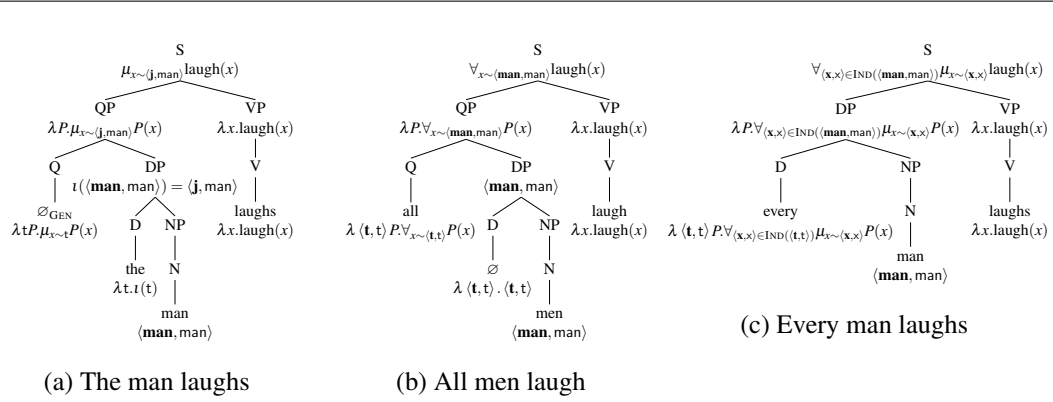 S
μ_{x∼⟨j,man⟩}laugh(x)
QP VP
λP.μ_{x∼⟨j,man⟩}P(x) λx.laugh(x)
Q DP V
ι(⟨man,man⟩) = ⟨j,man⟩
∅GEN laughs
λtP.μ_{x∼t}P(x) D NP λx.laugh(x)
the N
λt.ι(t)
man
⟨man,man⟩
(a) The man laughs
S
∀_{x∼⟨man,man⟩}laugh(x)
QP VP
λP.∀_{x∼⟨man,man⟩}P(x) λx.laugh(x)
Q DP V
⟨man,man⟩
all laugh
λ⟨t,t⟩P.∀_{x∼⟨t,t⟩}P(x) D NP λx.laugh(x)
∅ N
λ⟨t,t⟩.⟨t,t⟩
men
⟨man,man⟩
(b) All men laugh
S
∀_{⟨x,x⟩∈IND(⟨man,man⟩)}μ_{x∼⟨x,x⟩}laugh(x)
DP VP
λP.∀_{⟨x,x⟩∈IND(⟨man,man⟩)}μ_{x∼⟨x,x⟩}P(x) λx.laugh(x)
D NP V
every N laughs
λ⟨t,t⟩P.∀_{⟨x,x⟩∈IND(⟨t,t⟩)}μ_{x∼⟨x,x⟩}P(x) λx.laugh(x)
man
⟨man,man⟩
(c) Every man laughs